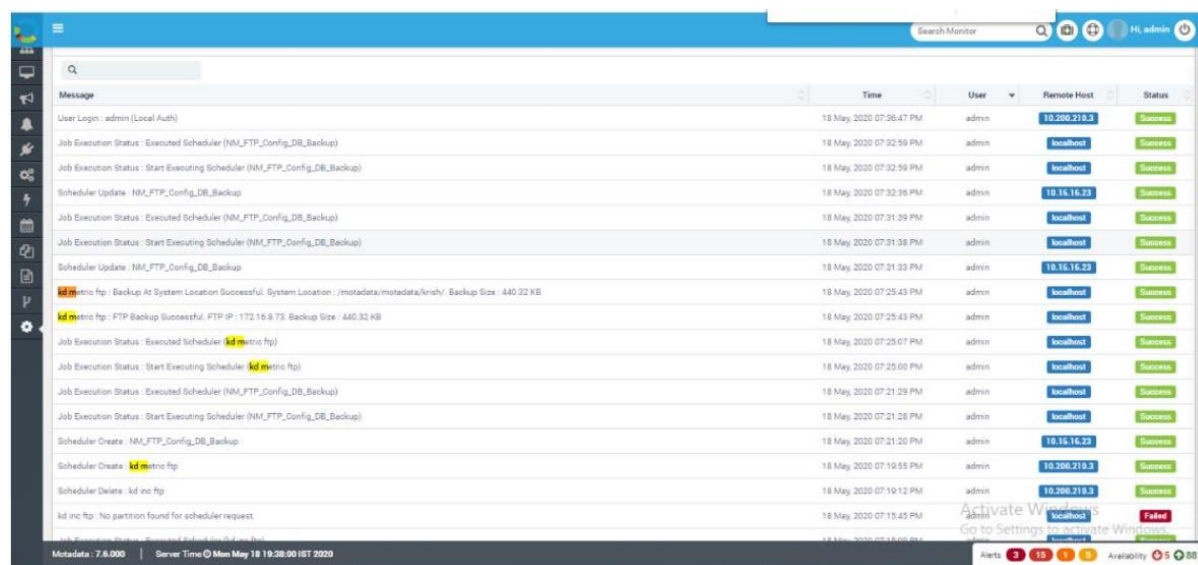 Search Monitor Hi, admin
Message Time User Remote Host Status
User Login : admin (Local Auth) 18 May, 2020 07:36:47 PM admin 10.200.210.3 Success
Job Execution Status : Executed Scheduler (NM_FTP_Config_DB_Backup) 18 May, 2020 07:32:59 PM admin localhost Success
Job Execution Status : Start Executing Scheduler (NM_FTP_Config_DB_Backup) 18 May, 2020 07:32:59 PM admin localhost Success
Scheduler Update : NM_FTP_Config_DB_Backup 18 May, 2020 07:32:36 PM admin 10.16.16.23 Success
Job Execution Status : Executed Scheduler (NM_FTP_Config_DB_Backup) 18 May, 2020 07:31:39 PM admin localhost Success
Job Execution Status : Start Executing Scheduler (NM_FTP_Config_DB_Backup) 18 May, 2020 07:31:38 PM admin localhost Success
Scheduler Update : NM_FTP_Config_DB_Backup 18 May, 2020 07:31:33 PM admin 10.16.16.23 Success
kd metric ftp : Backup At System Location Successful. System Location : /motadata/motadata/krish/. Backup Size : 440.32 KB 18 May, 2020 07:25:43 PM admin localhost Success
kd metric ftp : FTP Backup Successful. FTP IP : 172.16.8.73. Backup Size : 440.32 KB 18 May, 2020 07:25:43 PM admin localhost Success
Job Execution Status : Executed Scheduler (kd metric ftp) 18 May, 2020 07:25:07 PM admin localhost Success
Job Execution Status : Start Executing Scheduler (kd metric ftp) 18 May, 2020 07:25:00 PM admin localhost Success
Job Execution Status : Executed Scheduler (NM_FTP_Config_DB_Backup) 18 May, 2020 07:21:29 PM admin localhost Success
Job Execution Status : Start Executing Scheduler (NM_FTP_Config_DB_Backup) 18 May, 2020 07:21:28 PM admin localhost Success
Scheduler Create : NM_FTP_Config_DB_Backup 18 May, 2020 07:21:20 PM admin 10.16.16.23 Success
Scheduler Create : kd metric ftp 18 May, 2020 07:19:55 PM admin 10.200.210.3 Success
Scheduler Delete : kd inc ftp 18 May, 2020 07:19:12 PM admin 10.200.210.3 Success
kd inc ftp : No partition found for scheduler request. 18 May, 2020 07:15:45 PM admin localhost Failed
Activate Windows
Go to Settings to activate Windows.
Motadata : 7.6.000 | Server Time Mon May 18 19:38:00 IST 2020 Alerts 3 15 1 5 Availability 5 88